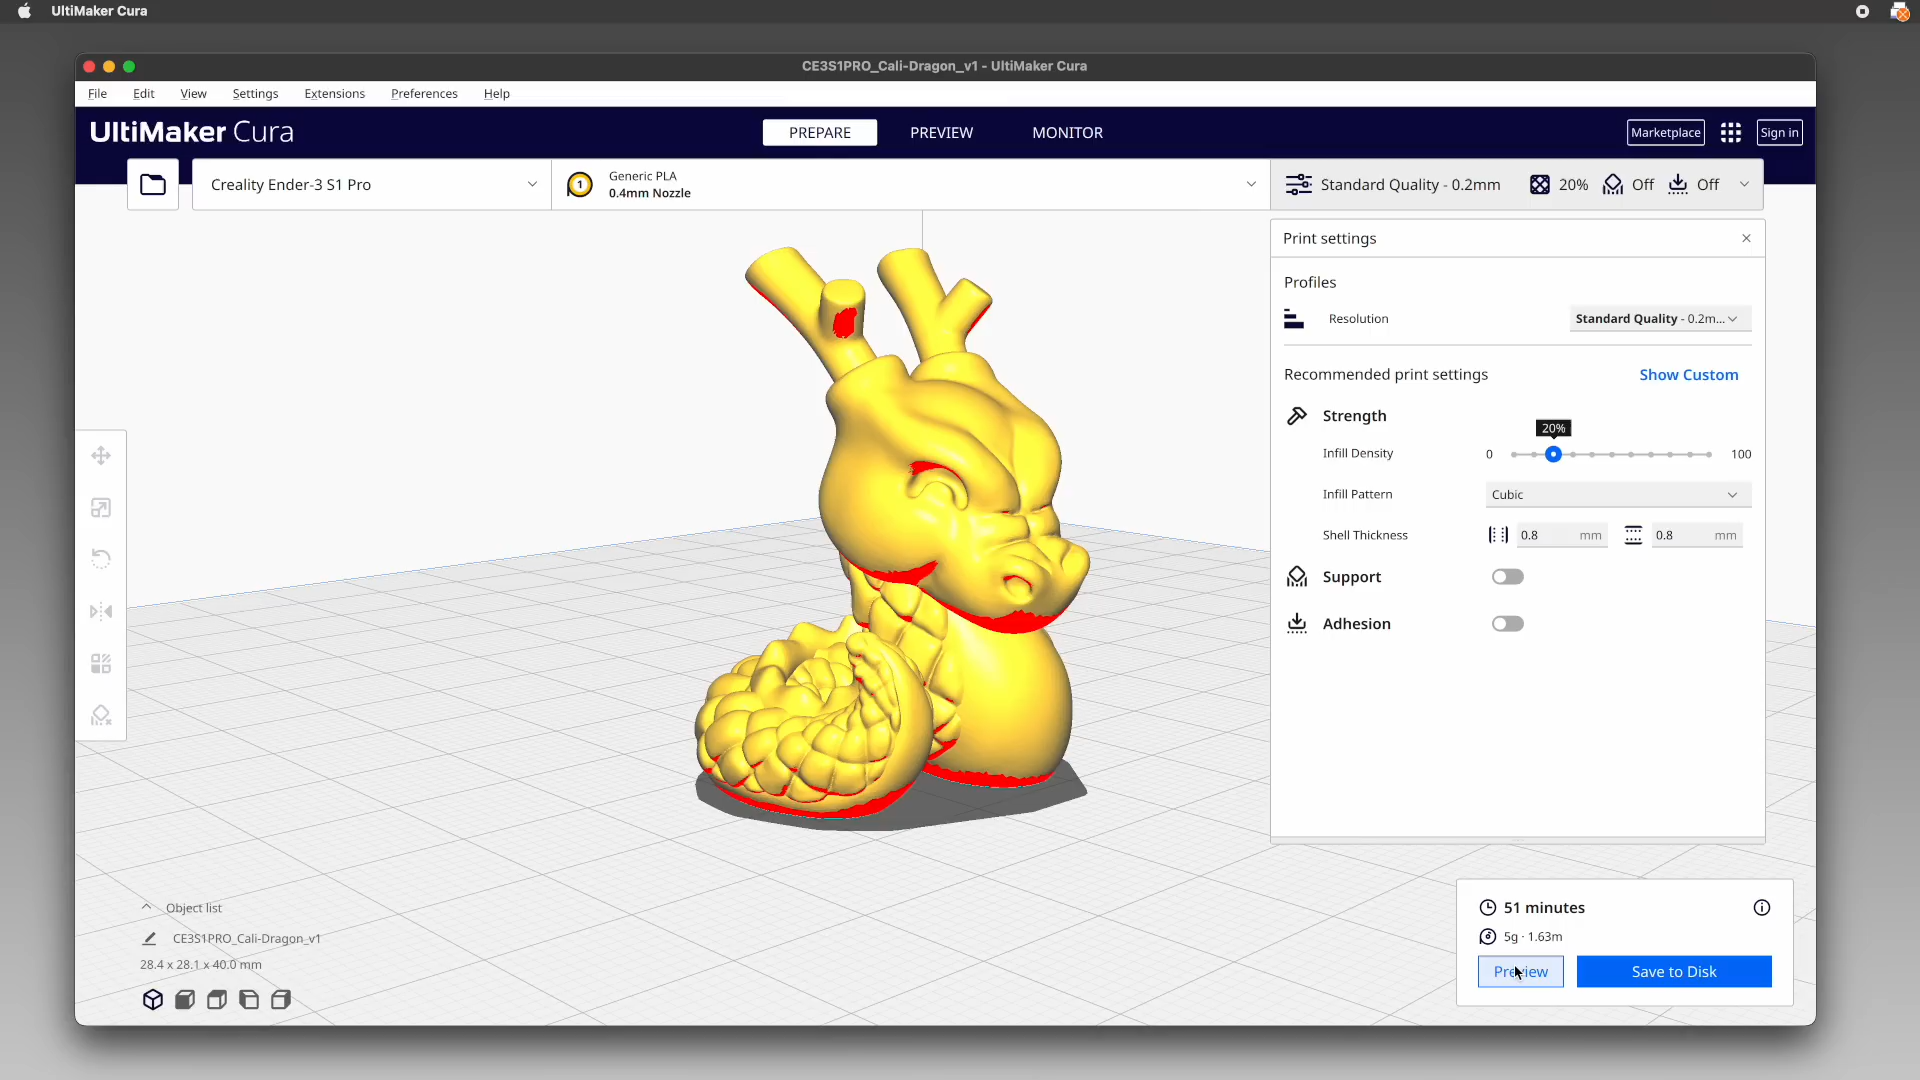 UltiMaker Cura
CE3S1PRO_Cali-Dragon_v1 - UltiMaker Cura
File Edit View Settings Extensions Preferences Help
UltiMaker Cura
PREPARE PREVIEW MONITOR
Marketplace Sign in
Creality Ender-3 S1 Pro
1
Generic PLA
0.4mm Nozzle
Standard Quality - 0.2mm 20% Off Off
Print settings
Profiles
Resolution Standard Quality - 0.2m...
Recommended print settings Show Custom
Strength
20%
Infill Density 0 100
Infill Pattern Cubic
Shell Thickness 0.8 mm 0.8 mm
Support
Adhesion
Object list
CE3S1PRO_Cali-Dragon_v1
28.4 x 28.1 x 40.0 mm
51 minutes
5g · 1.63m
Preview Save to Disk